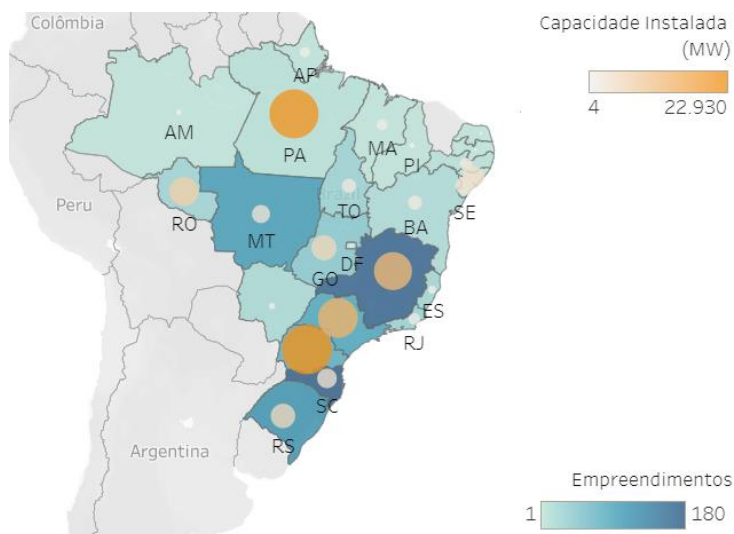 Colômbia
Capacidade Instalada
(MW)
4 22.930
AP
AM
PA
MA
PI
Peru
RO
MT
TO
BA
SE
GO
DF
ES
RJ
SC
RS
Argentina
Empreendimentos
1 180